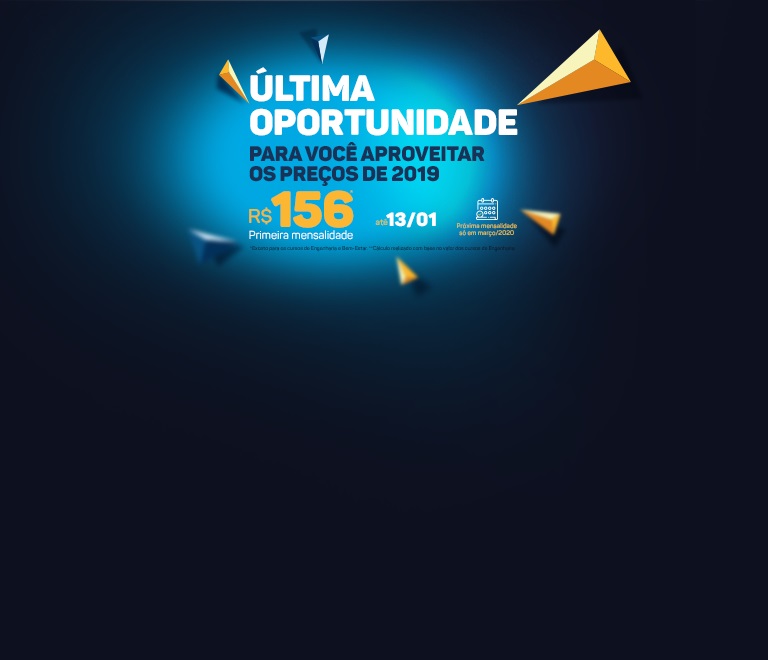 ÚLTIMA
OPORTUNIDADE
PARA VOCÊ APROVEITAR
OS PREÇOS DE 2019
R$156*
Primeira mensalidade
até 13/01
Próxima mensalidade
só em março/2020